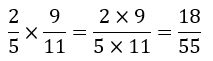 2/5 × 9/11 = (2 × 9)/(5 × 11) = 18/55